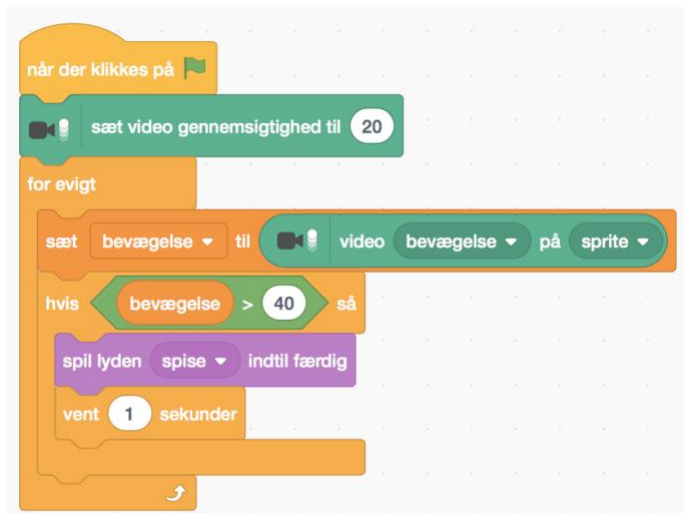 når der klikkes på
sæt video gennemsigtighed til 20
for evigt
sæt bevægelse til video bevægelse på sprite
hvis bevægelse > 40 så
spil lyden spise indtil færdig
vent 1 sekunder